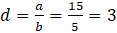 d = a/b = 15/5 = 3